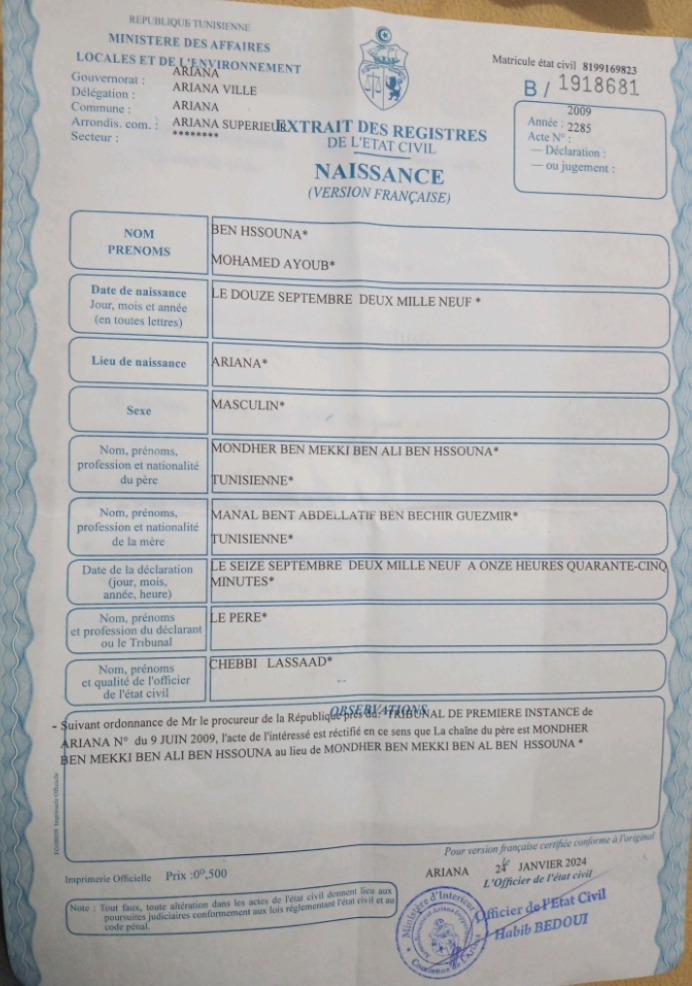 REPUBLIQUE TUNISIENNE
MINISTERE DES AFFAIRES
LOCALES ET DE L'ENVIRONNEMENT
Gouvernorat : ARIANA
Délégation : ARIANA VILLE
Commune : ARIANA
Arrondis. com. : ARIANA SUPERIEUR
Secteur : ********
Matricule état civil 8199169823
B / 1918681
2009
Année : 2285
Acte N° :
— Déclaration :
— ou jugement :
EXTRAIT DES REGISTRES
DE L'ETAT CIVIL
NAISSANCE
(VERSION FRANÇAISE)
NOM
PRENOMS
BEN HSSOUNA*
MOHAMED AYOUB*
Date de naissance
Jour, mois et année
(en toutes lettres)
LE DOUZE SEPTEMBRE DEUX MILLE NEUF *
Lieu de naissance
ARIANA*
Sexe
MASCULIN*
Nom, prénoms,
profession et nationalité
du père
MONDHER BEN MEKKI BEN ALI BEN HSSOUNA*
TUNISIENNE*
Nom, prénoms,
profession et nationalité
de la mère
MANAL BENT ABDELLATIF BEN BECHIR GUEZMIR*
TUNISIENNE*
Date de la déclaration
(jour, mois,
année, heure)
LE SEIZE SEPTEMBRE DEUX MILLE NEUF A ONZE HEURES QUARANTE-CINQ
MINUTES*
Nom, prénoms
et profession du déclarant
ou le Tribunal
LE PERE*
Nom, prénoms
et qualité de l'officier
de l'état civil
CHEBBI LASSAAD*
OBSERVATIONS
- Suivant ordonnance de Mr le procureur de la République près du TRIBUNAL DE PREMIERE INSTANCE de
ARIANA N° du 9 JUIN 2009, l'acte de l'intéressé est réctifié en ce sens que La chaîne du père est MONDHER
BEN MEKKI BEN ALI BEN HSSOUNA au lieu de MONDHER BEN MEKKI BEN AL BEN HSSOUNA *
Pour version française certifiée conforme à l'original
Imprimerie Officielle Prix :0ᴰ,500
ARIANA JANVIER 2024
L'Officier de l'état civil
Note : Tout faux, toute altération dans les actes de l'état civil donnent lieu aux
poursuites judiciaires conformement aux lois réglementant l'état civil et au
code pénal.
Officier de l'Etat Civil
Habib BEDOUI
Ministère d'Interieur